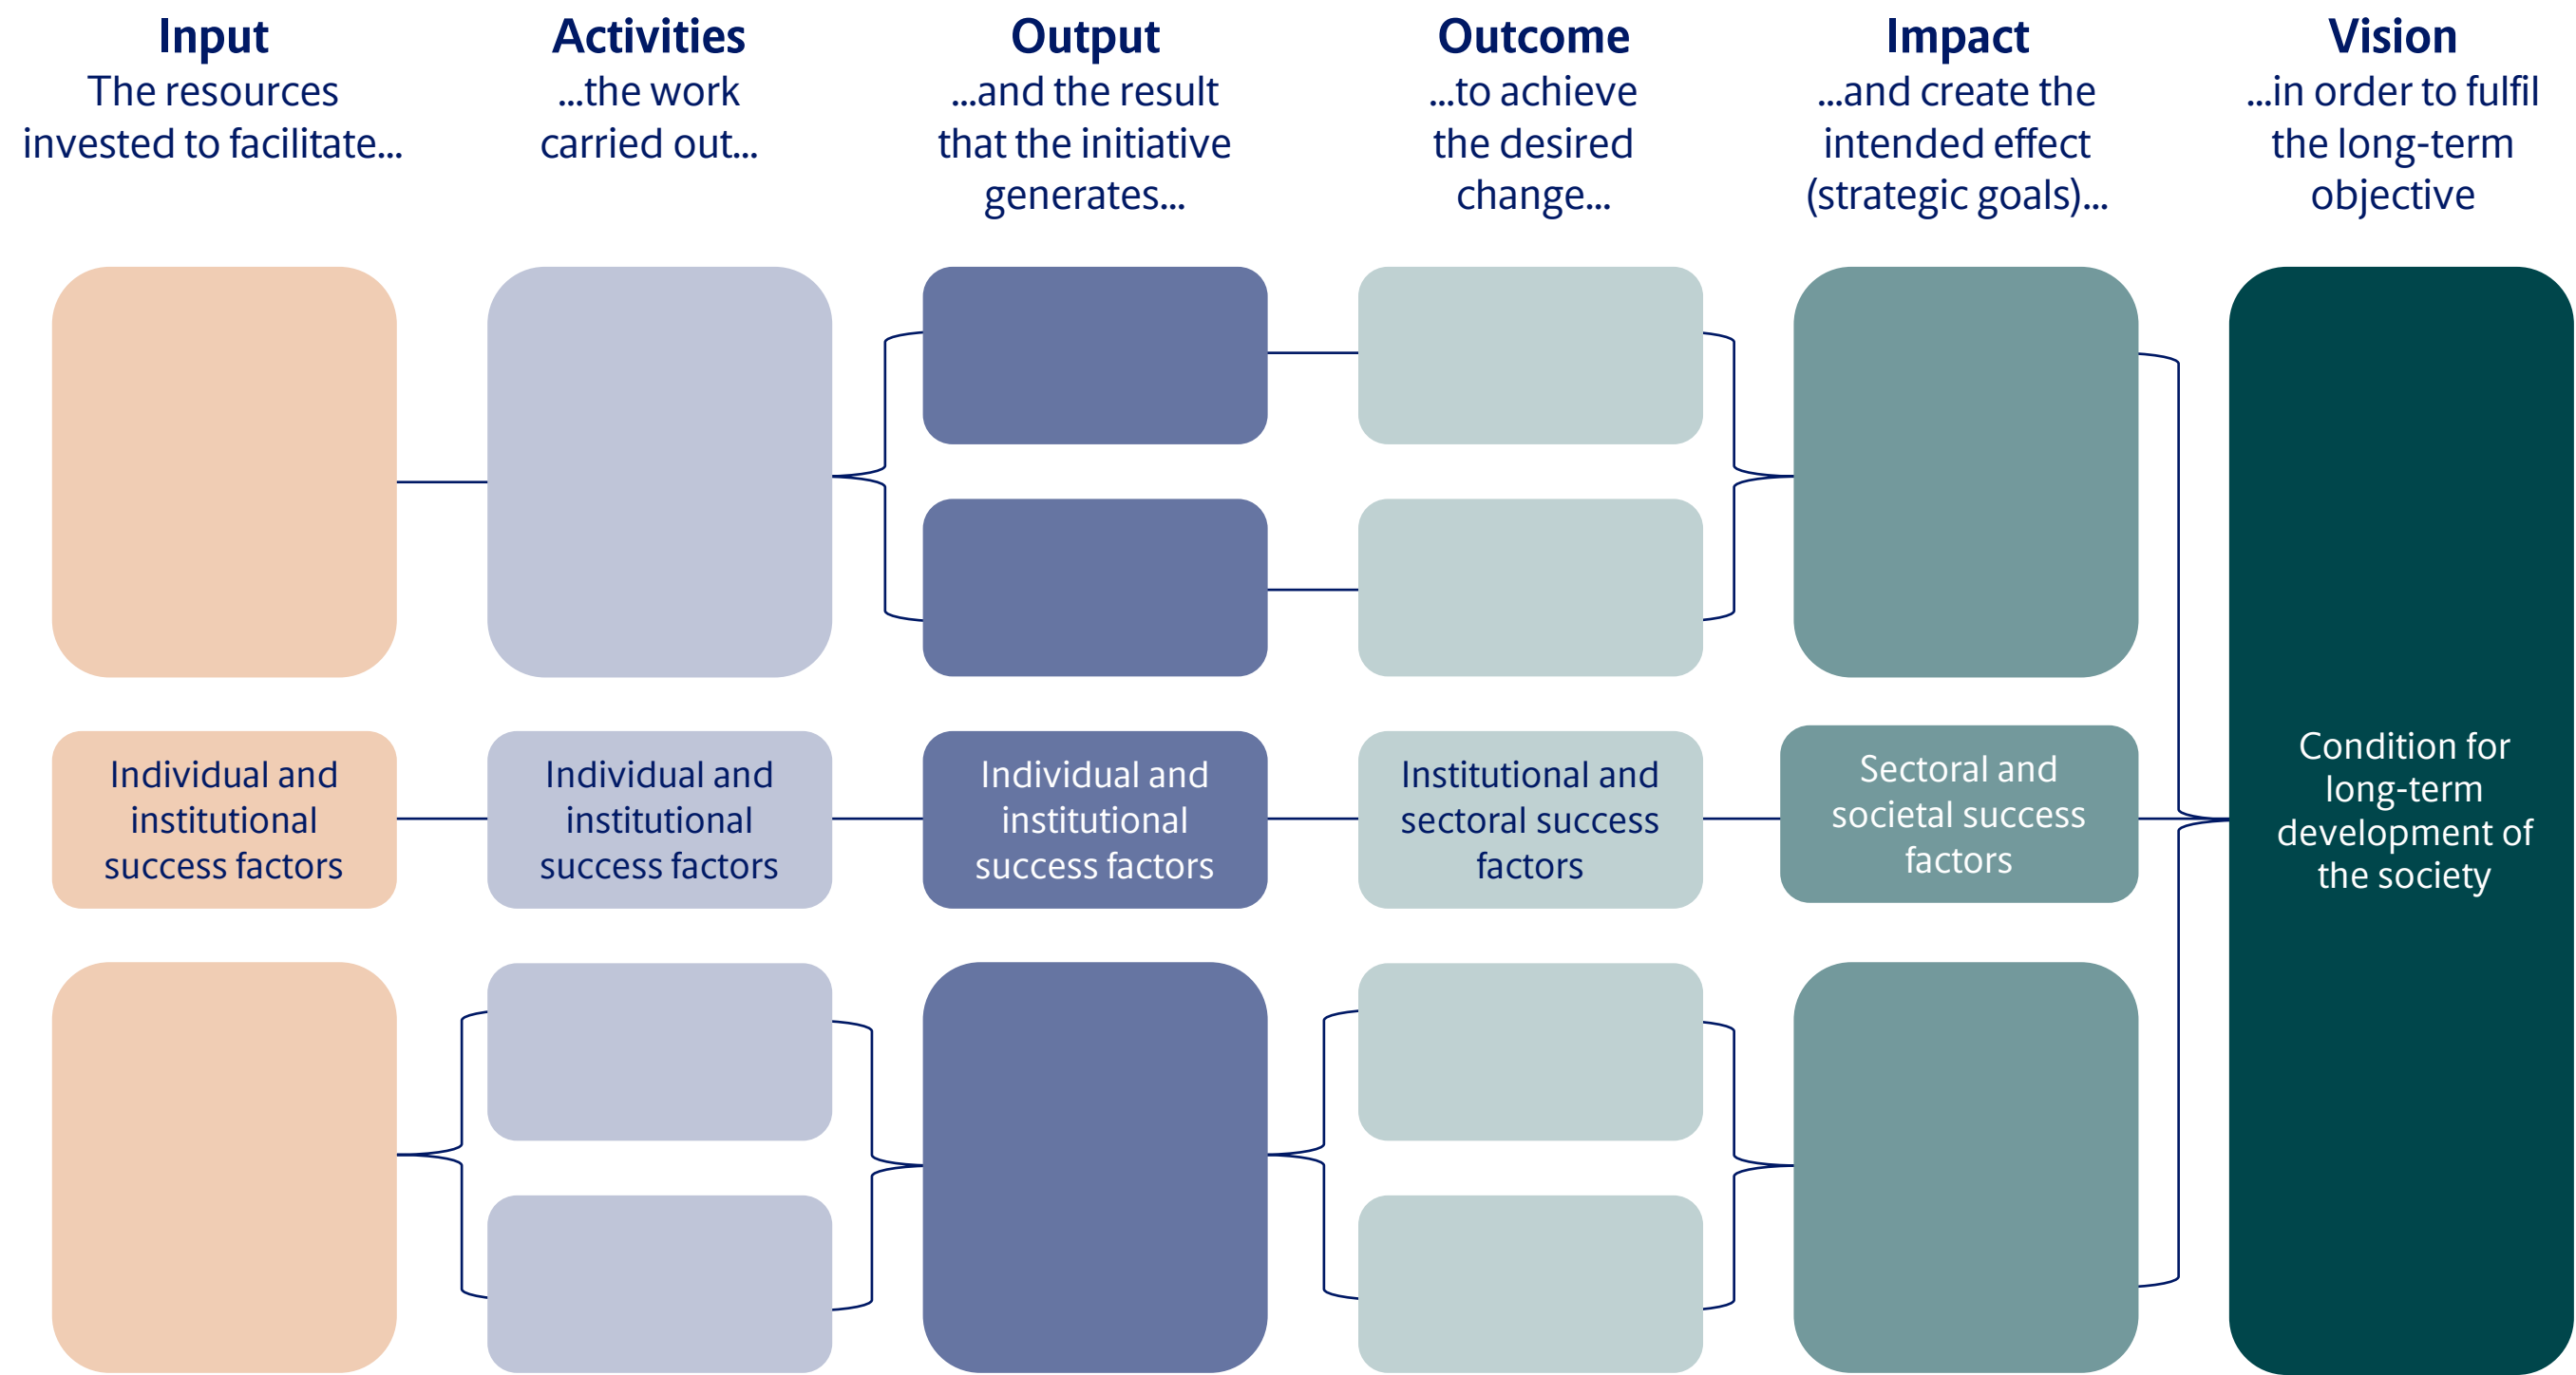 Input
The resources
invested to facilitate...
Activities
...the work
carried out...
Output
...and the result
that the initiative
generates...
Outcome
...to achieve
the desired
change...
Impact
...and create the
intended effect
(strategic goals)...
Vision
...in order to fulfil
the long-term
objective
Individual and
institutional
success factors
Individual and
institutional
success factors
Individual and
institutional
success factors
Institutional and
sectoral success
factors
Sectoral and
societal success
factors
Condition for
long-term
development of
the society